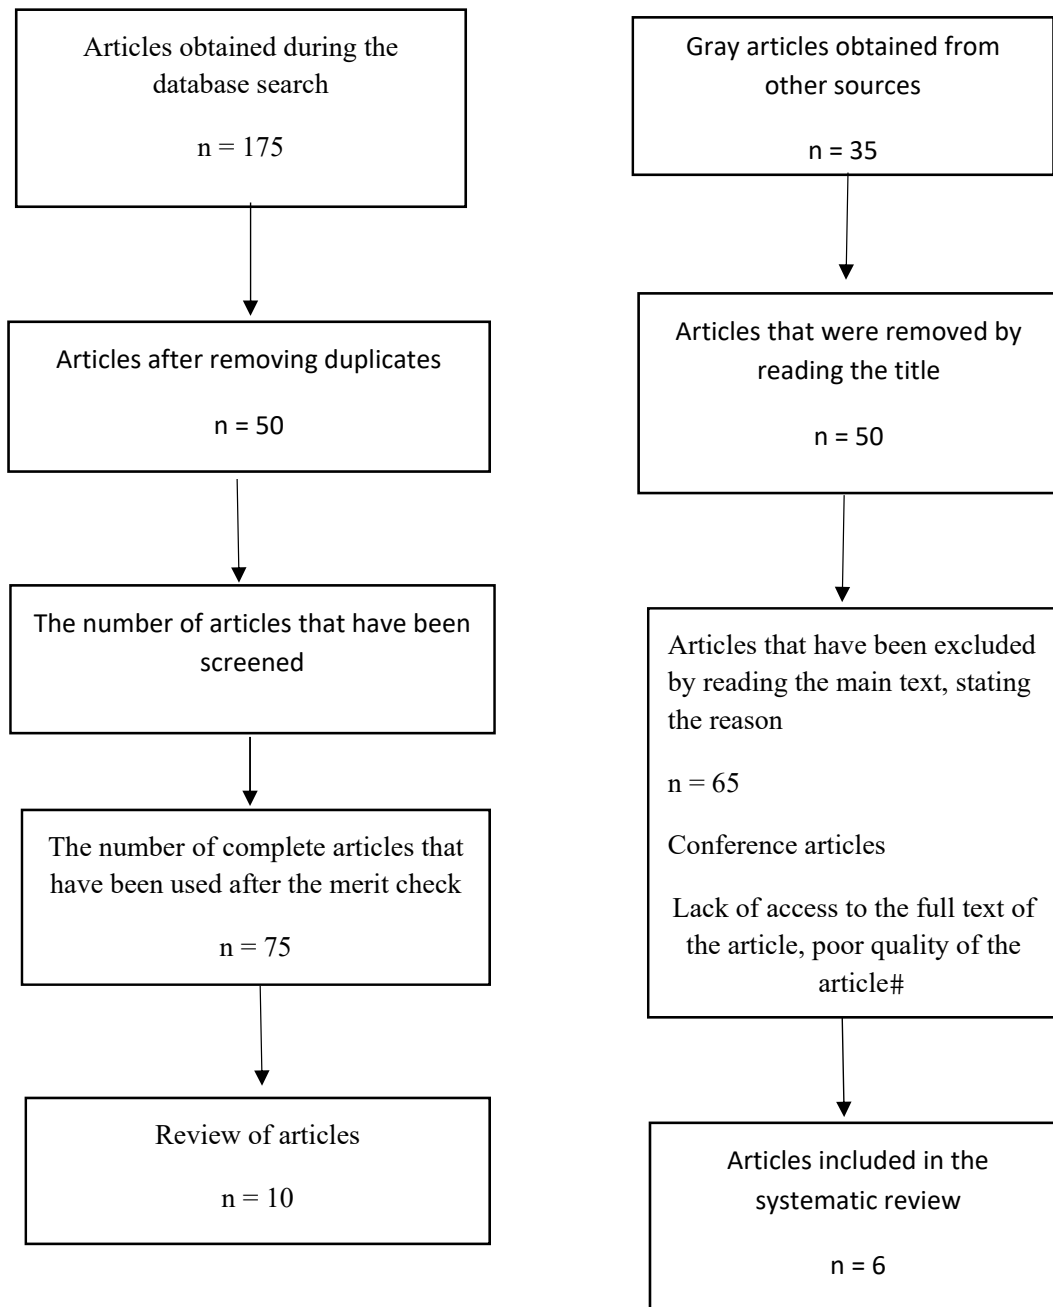 Articles obtained during the
database search
n = 175
Articles after removing duplicates
n = 50
The number of articles that have been
screened
The number of complete articles that
have been used after the merit check
n = 75
Review of articles
n = 10
Gray articles obtained from
other sources
n = 35
Articles that were removed by
reading the title
n = 50
Articles that have been excluded
by reading the main text, stating
the reason
n = 65
Conference articles
Lack of access to the full text of
the article, poor quality of the
article#
Articles included in the
systematic review
n = 6